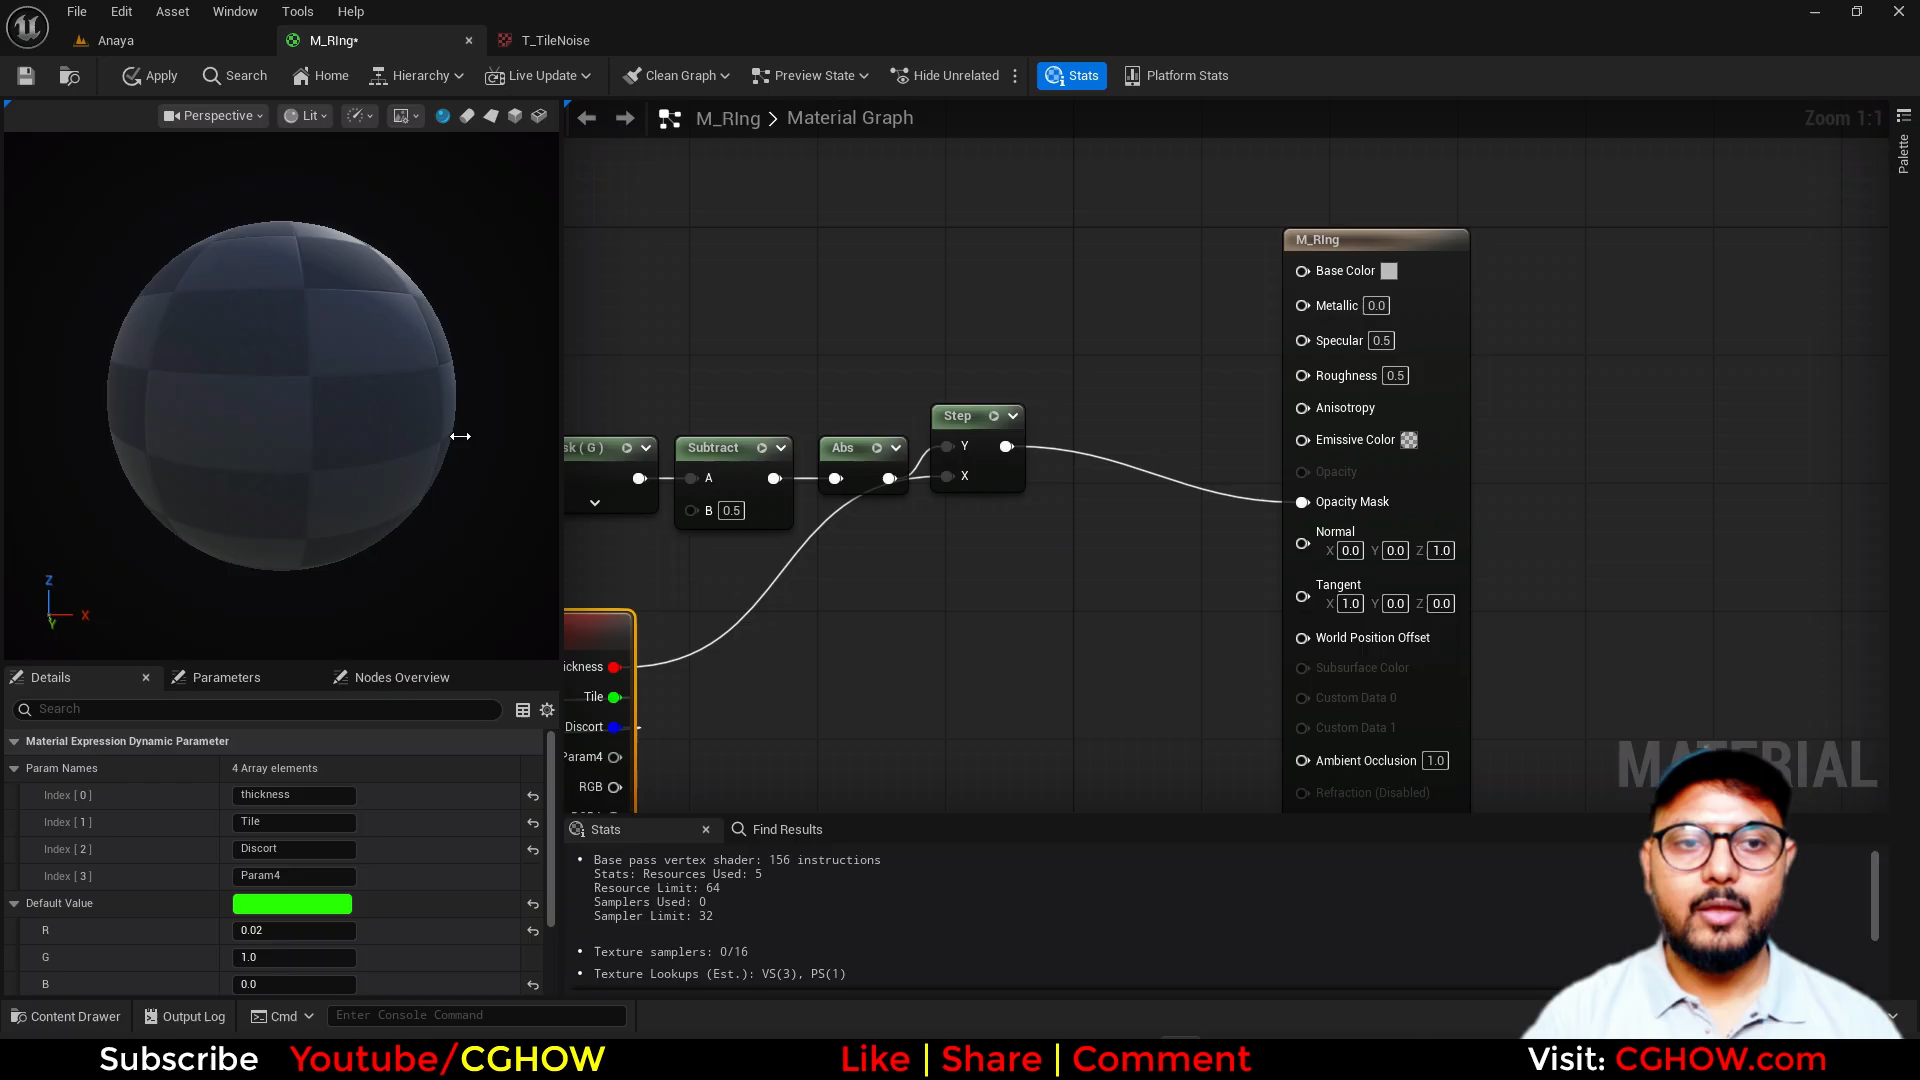 File Edit Asset Window Tools Help
Anaya M_RIng* T_TileNoise
Apply Search Home Hierarchy Live Update Clean Graph Preview State Hide Unrelated Stats Platform Stats
Perspective Lit
M_RIng > Material Graph Zoom 1:1
Palette
M_RIng
Base Color
Metallic 0.0
Specular 0.5
Roughness 0.5
Anisotropy
Emissive Color
Opacity
Opacity Mask
Normal
X 0.0 Y 0.0 Z 1.0
Tangent
X 1.0 Y 0.0 Z 0.0
World Position Offset
Subsurface Color
Custom Data 0
Custom Data 1
Ambient Occlusion 1.0
Refraction (Disabled)
sk ( G )
Subtract
A
B 0.5
Abs
Step
Y
X
ickness
Tile
Discort
Param4
RGB
Z
X
Y
Details Parameters Nodes Overview
Search
Material Expression Dynamic Parameter
Param Names 4 Array elements
Index [ 0 ] thickness
Index [ 1 ] Tile
Index [ 2 ] Discort
Index [ 3 ] Param4
Default Value
R 0.02
G 1.0
B 0.0
Stats Find Results
• Base pass vertex shader: 156 instructions
Stats: Resources Used: 5
Resource Limit: 64
Samplers Used: 0
Sampler Limit: 32
• Texture samplers: 0/16
• Texture Lookups (Est.): VS(3), PS(1)
MATERIAL
Content Drawer Output Log Cmd Enter Console Command
Subscribe Youtube/CGHOW Like | Share | Comment Visit: CGHOW.com